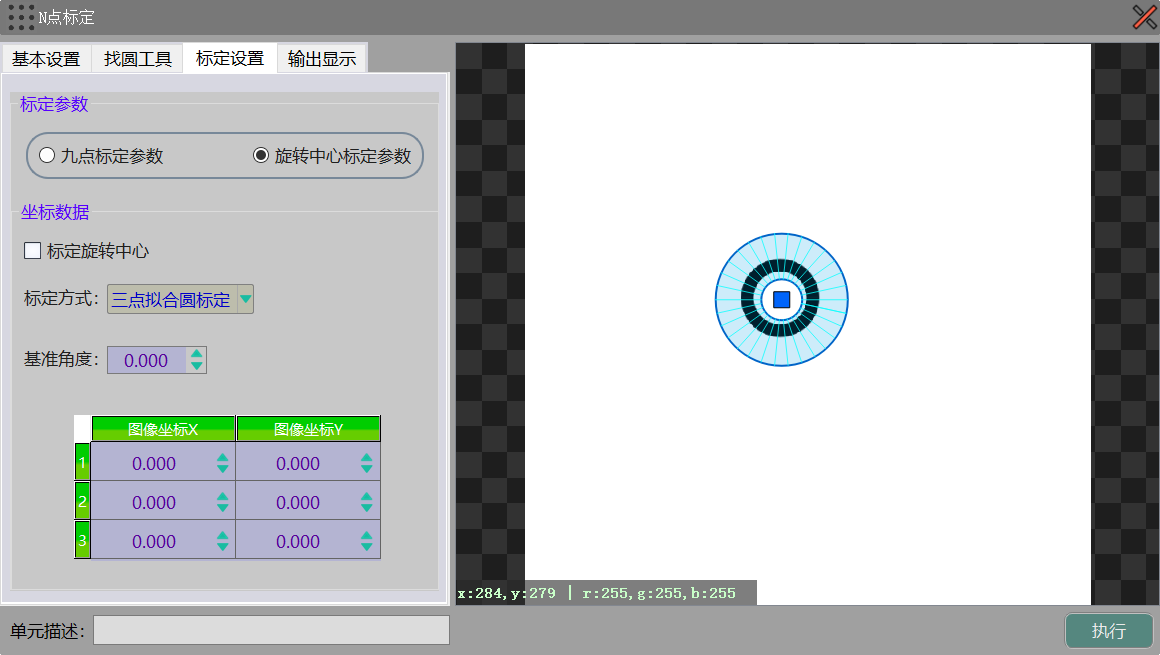 N点标定
基本设置 找圆工具 标定设置 输出显示
标定参数
九点标定参数 旋转中心标定参数
坐标数据
标定旋转中心
标定方式： 三点拟合圆标定
基准角度： 0.000
图像坐标X 图像坐标Y
1 0.000 0.000
2 0.000 0.000
3 0.000 0.000
x:284,y:279 | r:255,g:255,b:255
单元描述：
执行